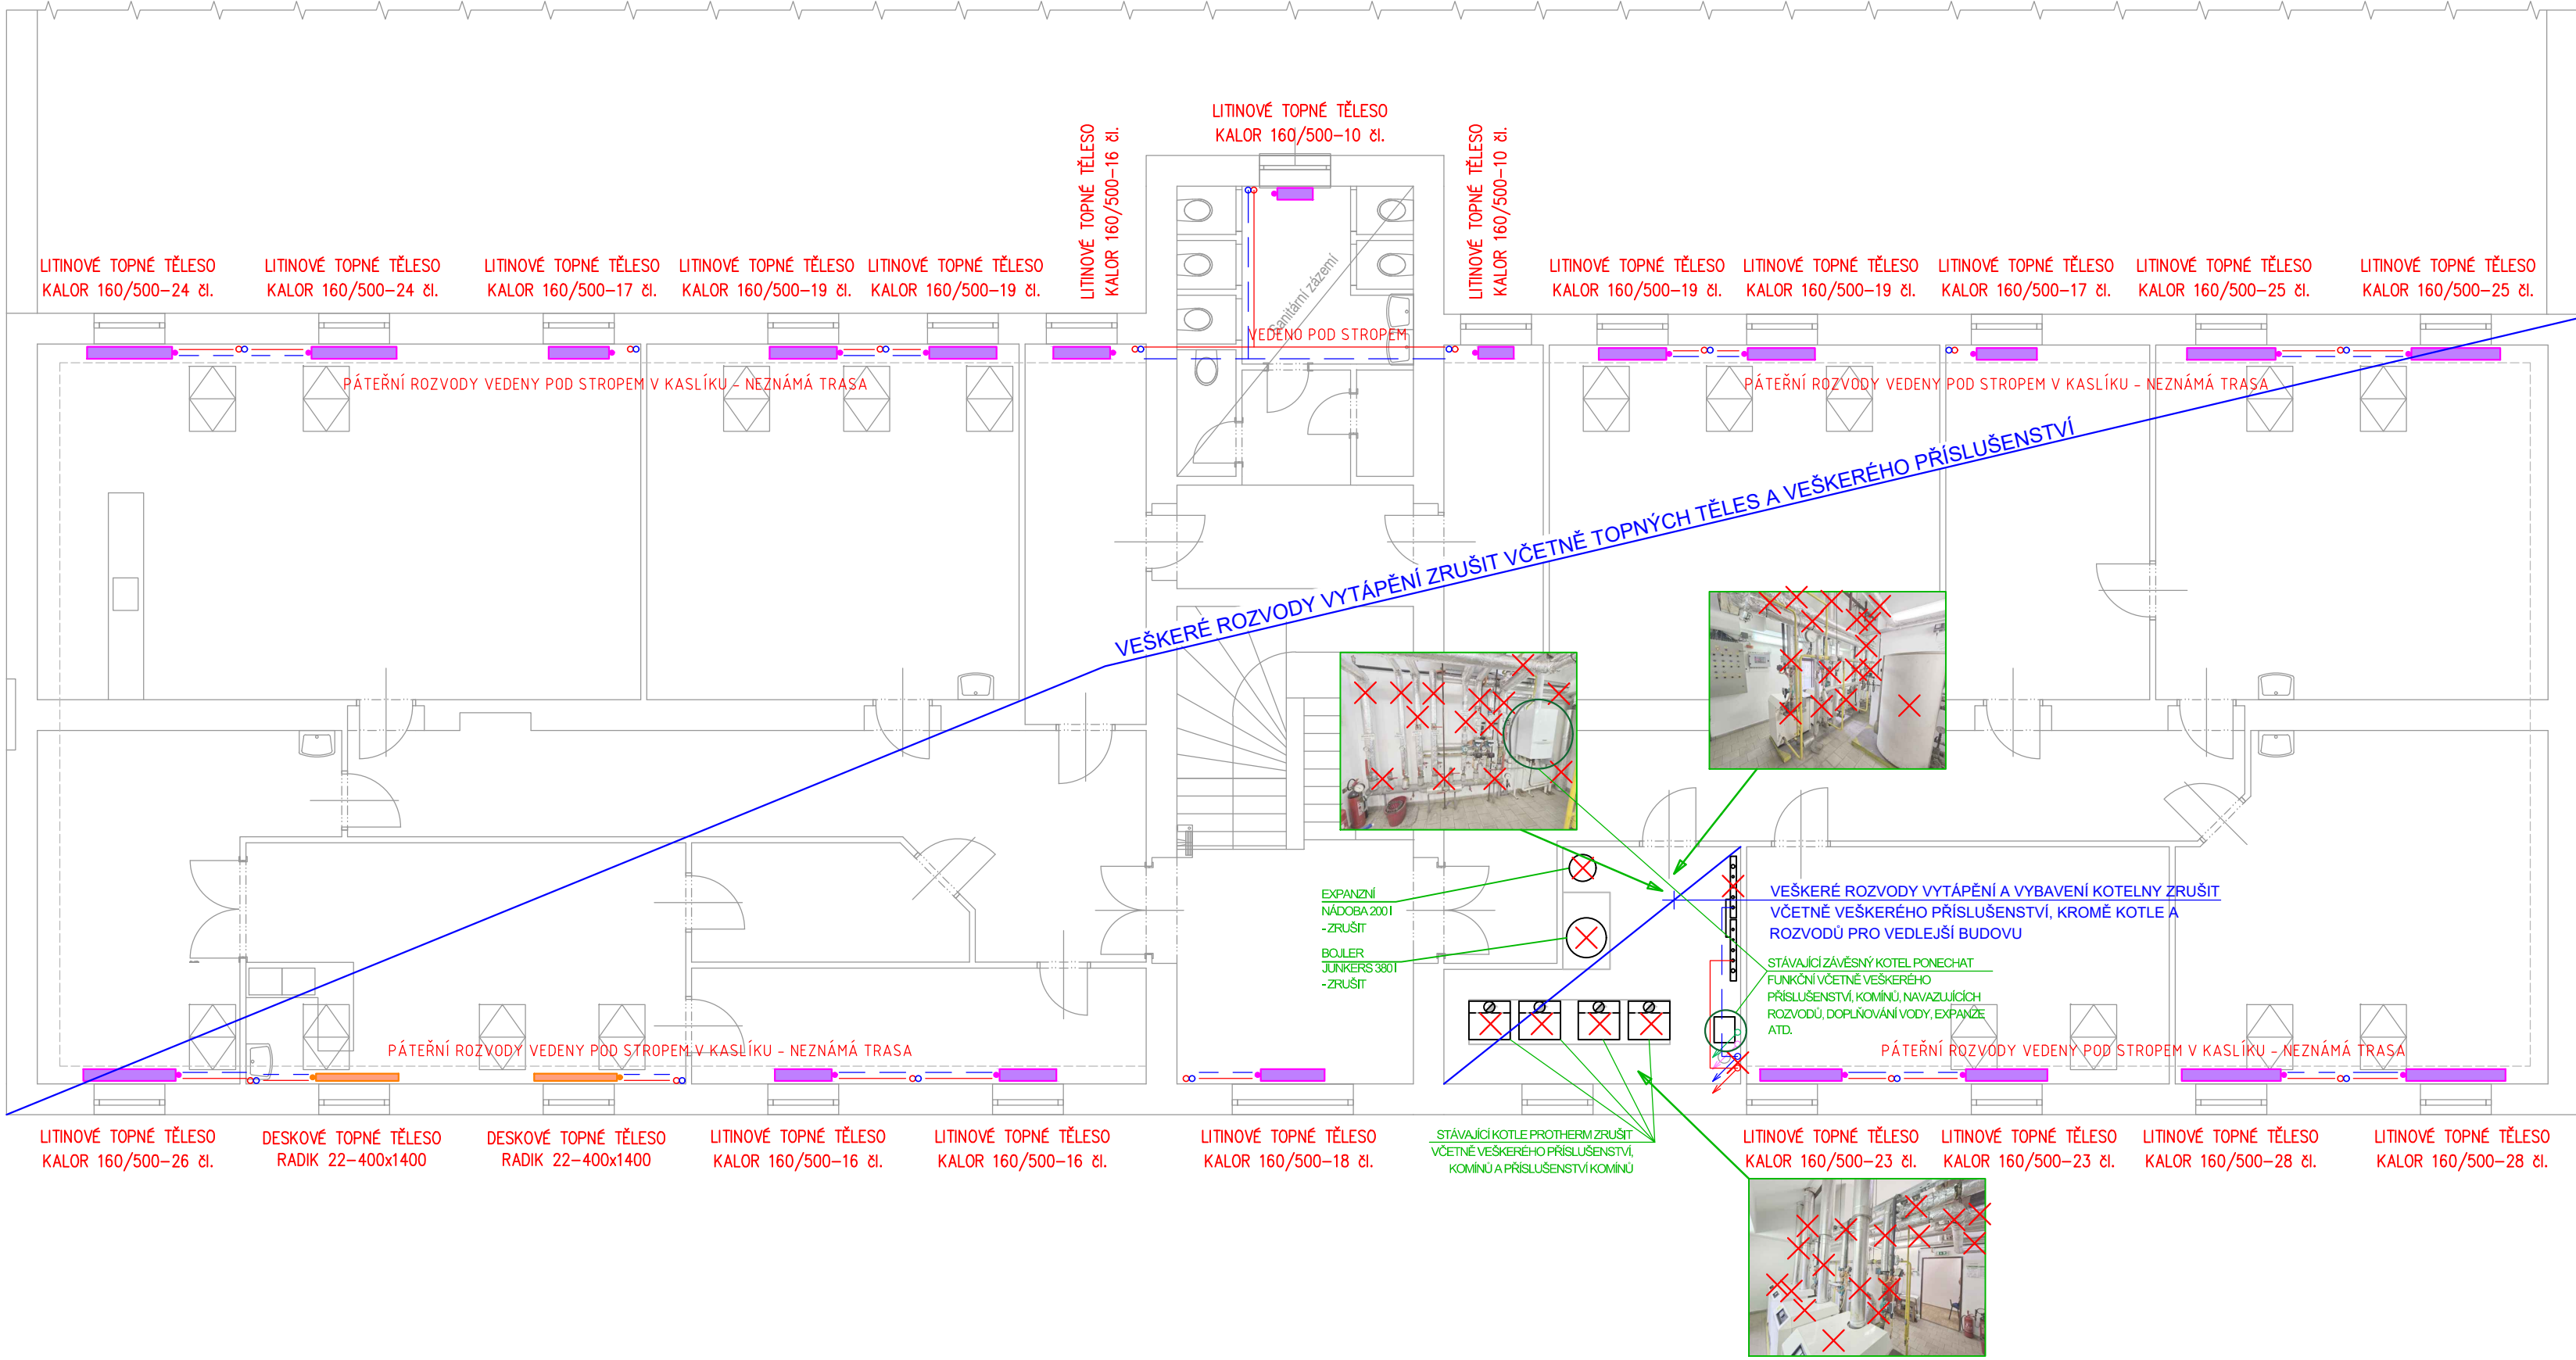 LITINOVÉ TOPNÉ TĚLESO
KALOR 160/500-10 čl.
LITINOVÉ TOPNÉ TĚLESO
KALOR 160/500-16 čl.
LITINOVÉ TOPNÉ TĚLESO
KALOR 160/500-10 čl.
LITINOVÉ TOPNÉ TĚLESO
KALOR 160/500-24 čl.
LITINOVÉ TOPNÉ TĚLESO
KALOR 160/500-24 čl.
LITINOVÉ TOPNÉ TĚLESO
KALOR 160/500-17 čl.
LITINOVÉ TOPNÉ TĚLESO
KALOR 160/500-19 čl.
LITINOVÉ TOPNÉ TĚLESO
KALOR 160/500-19 čl.
LITINOVÉ TOPNÉ TĚLESO
KALOR 160/500-19 čl.
LITINOVÉ TOPNÉ TĚLESO
KALOR 160/500-19 čl.
LITINOVÉ TOPNÉ TĚLESO
KALOR 160/500-17 čl.
LITINOVÉ TOPNÉ TĚLESO
KALOR 160/500-25 čl.
LITINOVÉ TOPNÉ TĚLESO
KALOR 160/500-25 čl.
Sanitární zázemí
VEDENO POD STROPEM
PÁTEŘNÍ ROZVODY VEDENY POD STROPEM V KASLÍKU - NEZNÁMÁ TRASA
PÁTEŘNÍ ROZVODY VEDENY POD STROPEM V KASLÍKU - NEZNÁMÁ TRASA
VEŠKERÉ ROZVODY VYTÁPĚNÍ ZRUŠIT VČETNĚ TOPNÝCH TĚLES A VEŠKERÉHO PŘÍSLUŠENSTVÍ
EXPANZNÍ
NÁDOBA 200 l
- ZRUŠIT
BOJLER
JUNKERS 380 l
- ZRUŠIT
VEŠKERÉ ROZVODY VYTÁPĚNÍ A VYBAVENÍ KOTELNY ZRUŠIT
VČETNĚ VEŠKERÉHO PŘÍSLUŠENSTVÍ, KROMĚ KOTLE A
ROZVODŮ PRO VEDLEJŠÍ BUDOVU
STÁVAJÍCÍ ZÁVĚSNÝ KOTEL PONECHAT
FUNKČNÍ VČETNĚ VEŠKERÉHO
PŘÍSLUŠENSTVÍ, KOMÍNŮ, NAVAZUJÍCÍCH
ROZVODŮ, DOPLŇOVÁNÍ VODY, EXPANZE
ATD.
PÁTEŘNÍ ROZVODY VEDENY POD STROPEM V KASLÍKU - NEZNÁMÁ TRASA
PÁTEŘNÍ ROZVODY VEDENY POD STROPEM V KASLÍKU - NEZNÁMÁ TRASA
LITINOVÉ TOPNÉ TĚLESO
KALOR 160/500-26 čl.
DESKOVÉ TOPNÉ TĚLESO
RADIK 22-400x1400
DESKOVÉ TOPNÉ TĚLESO
RADIK 22-400x1400
LITINOVÉ TOPNÉ TĚLESO
KALOR 160/500-16 čl.
LITINOVÉ TOPNÉ TĚLESO
KALOR 160/500-16 čl.
LITINOVÉ TOPNÉ TĚLESO
KALOR 160/500-18 čl.
STÁVAJÍCÍ KOTLE PROTHERM ZRUŠIT
VČETNĚ VEŠKERÉHO PŘÍSLUŠENSTVÍ,
KOMÍNŮ A PŘÍSLUŠENSTVÍ KOMÍNŮ
LITINOVÉ TOPNÉ TĚLESO
KALOR 160/500-23 čl.
LITINOVÉ TOPNÉ TĚLESO
KALOR 160/500-23 čl.
LITINOVÉ TOPNÉ TĚLESO
KALOR 160/500-28 čl.
LITINOVÉ TOPNÉ TĚLESO
KALOR 160/500-28 čl.